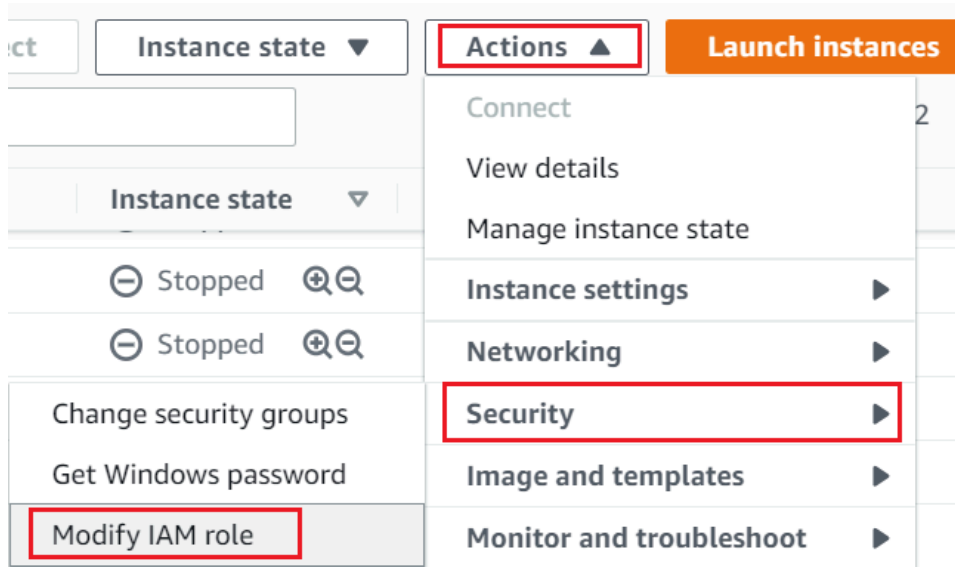 ct
Instance state
Actions
Launch instances
Connect
2
View details
Instance state
Manage instance state
Stopped
Instance settings
Stopped
Networking
Change security groups
Security
Get Windows password
Image and templates
Modify IAM role
Monitor and troubleshoot